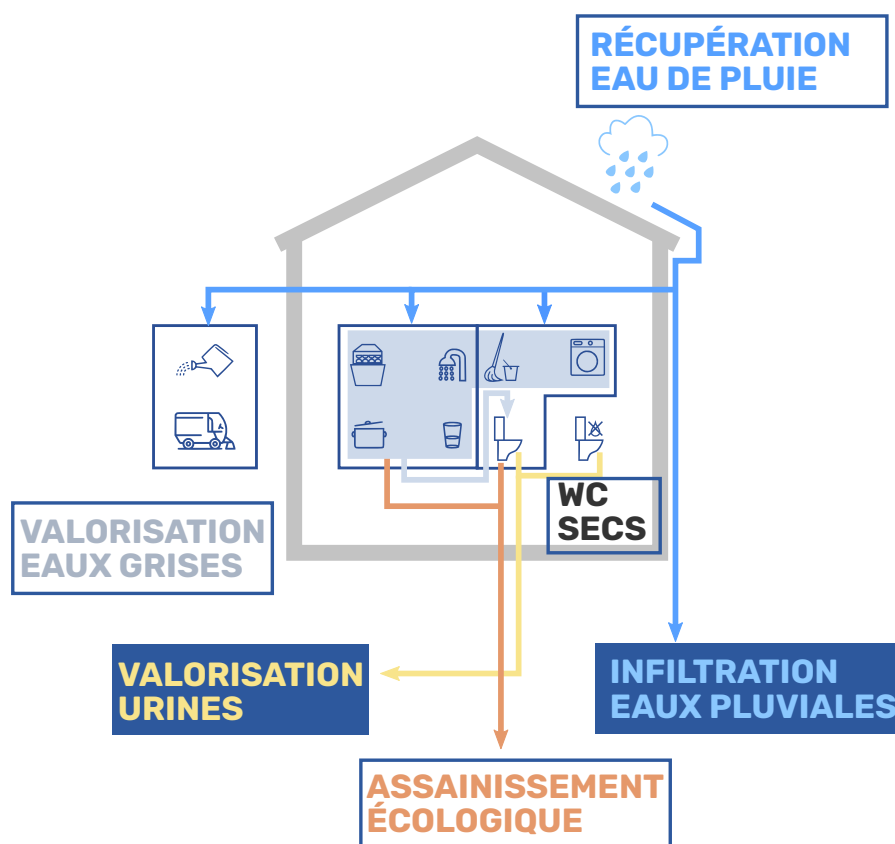 RÉCUPÉRATION
EAU DE PLUIE
WC
SECS
VALORISATION
EAUX GRISES
VALORISATION
URINES
INFILTRATION
EAUX PLUVIALES
ASSAINISSEMENT
ÉCOLOGIQUE